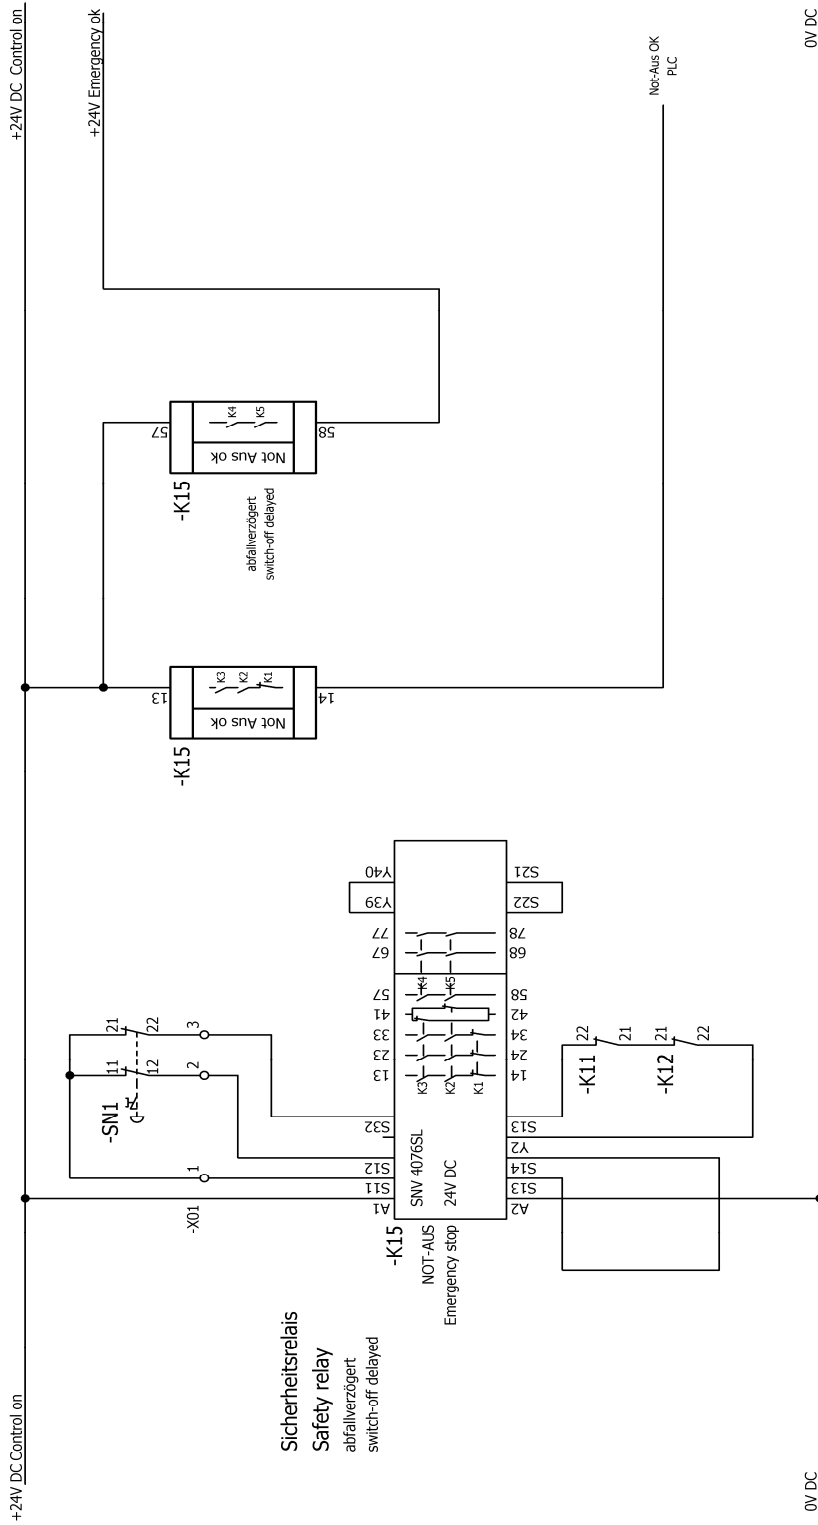 +24V DC Control on
+24V DC Control on
+24V Emergency ok
-SN1
11
21
12
22
-X01
1
2
3
-K15
13
Not Aus ok
K3
K2
K1
14
-K15
57
Not Aus ok
K4
K5
58
abfallverzögert
switch-off delayed
Sicherheitsrelais
Safety relay
abfallverzögert
switch-off delayed
-K15
NOT-AUS
Emergency stop
A1
S11
S12
S32
13
23
33
41
57
67
77
Y39
Y40
SNV 4076SL
24V DC
K3
K2
K1
K4
K5
A2
S13
S14
Y2
S13
14
24
34
42
58
68
78
S22
S21
-K11
22
21
-K12
21
22
Not-Aus OK
PLC
0V DC
0V DC